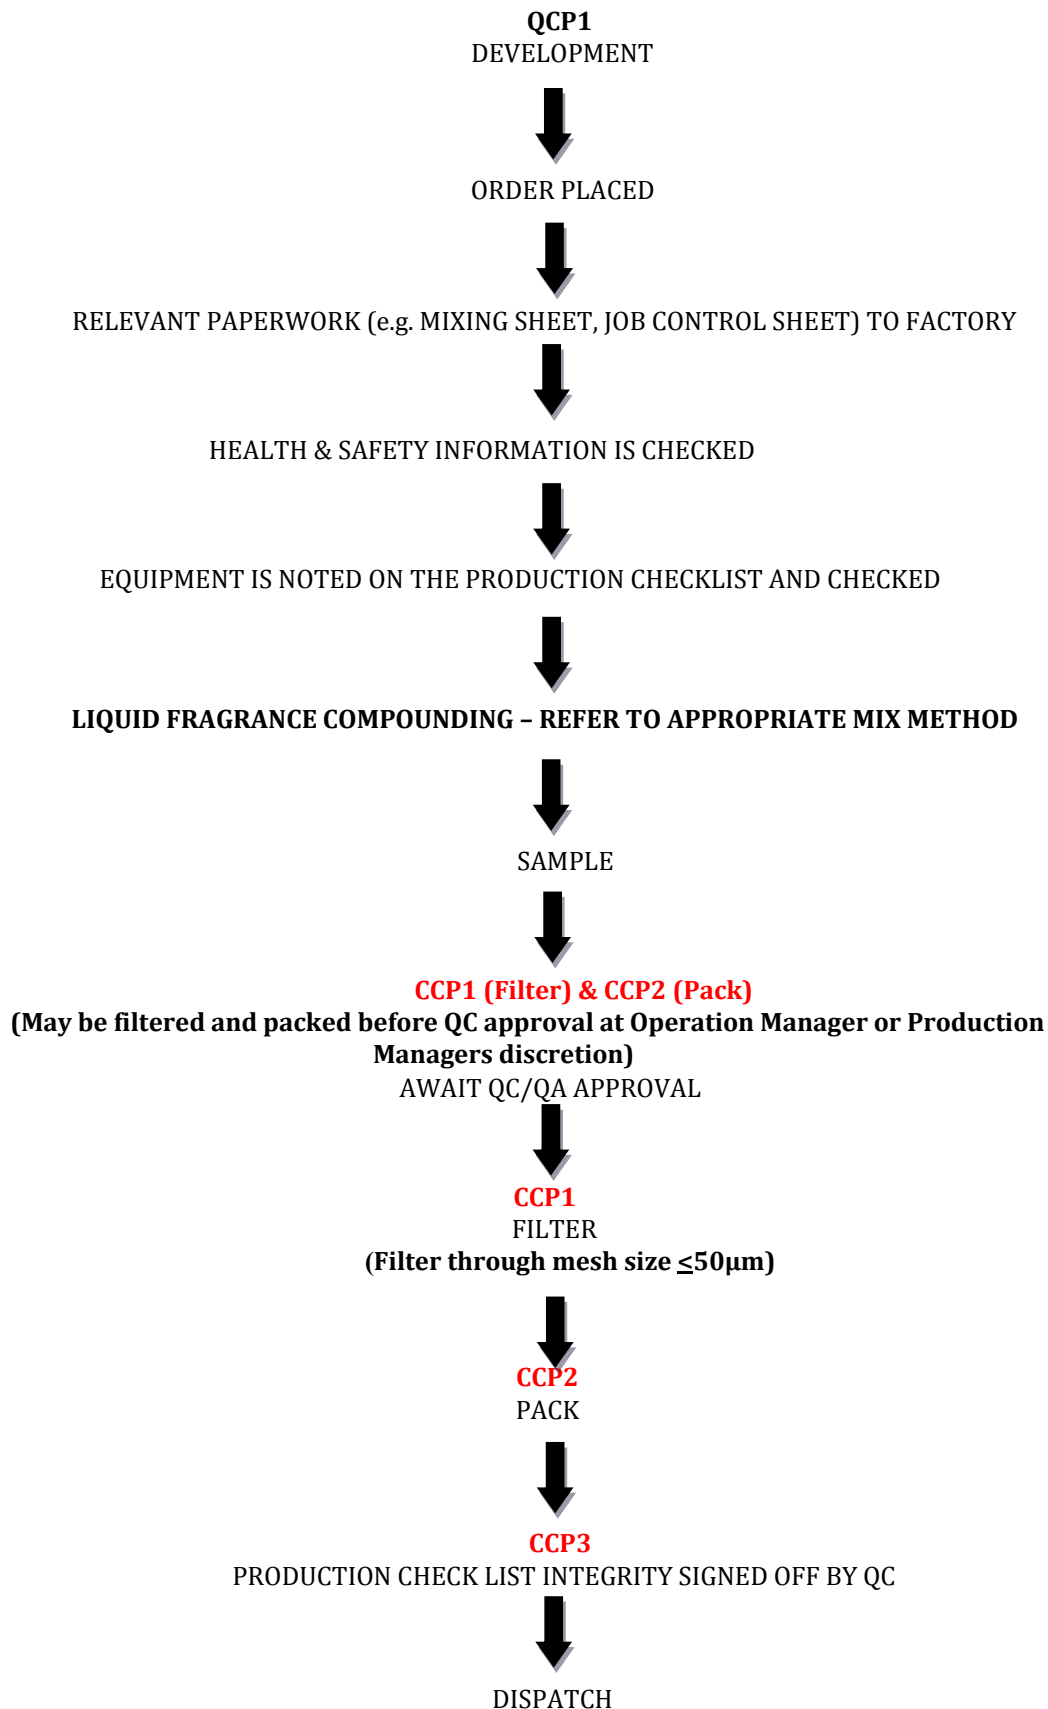 QCP1
DEVELOPMENT
ORDER PLACED
RELEVANT PAPERWORK (e.g. MIXING SHEET, JOB CONTROL SHEET) TO FACTORY
HEALTH & SAFETY INFORMATION IS CHECKED
EQUIPMENT IS NOTED ON THE PRODUCTION CHECKLIST AND CHECKED
LIQUID FRAGRANCE COMPOUNDING – REFER TO APPROPRIATE MIX METHOD
SAMPLE
CCP1 (Filter) & CCP2 (Pack)
(May be filtered and packed before QC approval at Operation Manager or Production
Managers discretion)
AWAIT QC/QA APPROVAL
CCP1
FILTER
(Filter through mesh size ≤50μm)
CCP2
PACK
CCP3
PRODUCTION CHECK LIST INTEGRITY SIGNED OFF BY QC
DISPATCH